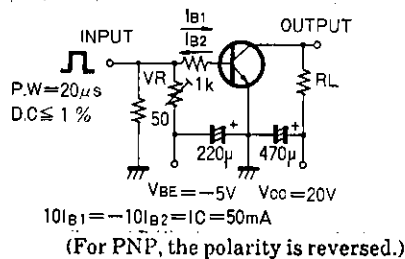 IB1
IB2
OUTPUT
INPUT
VR
1k
RL
P.W=20μs
D.C≦1%
50
220μ
+
470μ
+
VBE=−5V
VCC=20V
10IB1=−10IB2=IC=50mA
(For PNP, the polarity is reversed.)